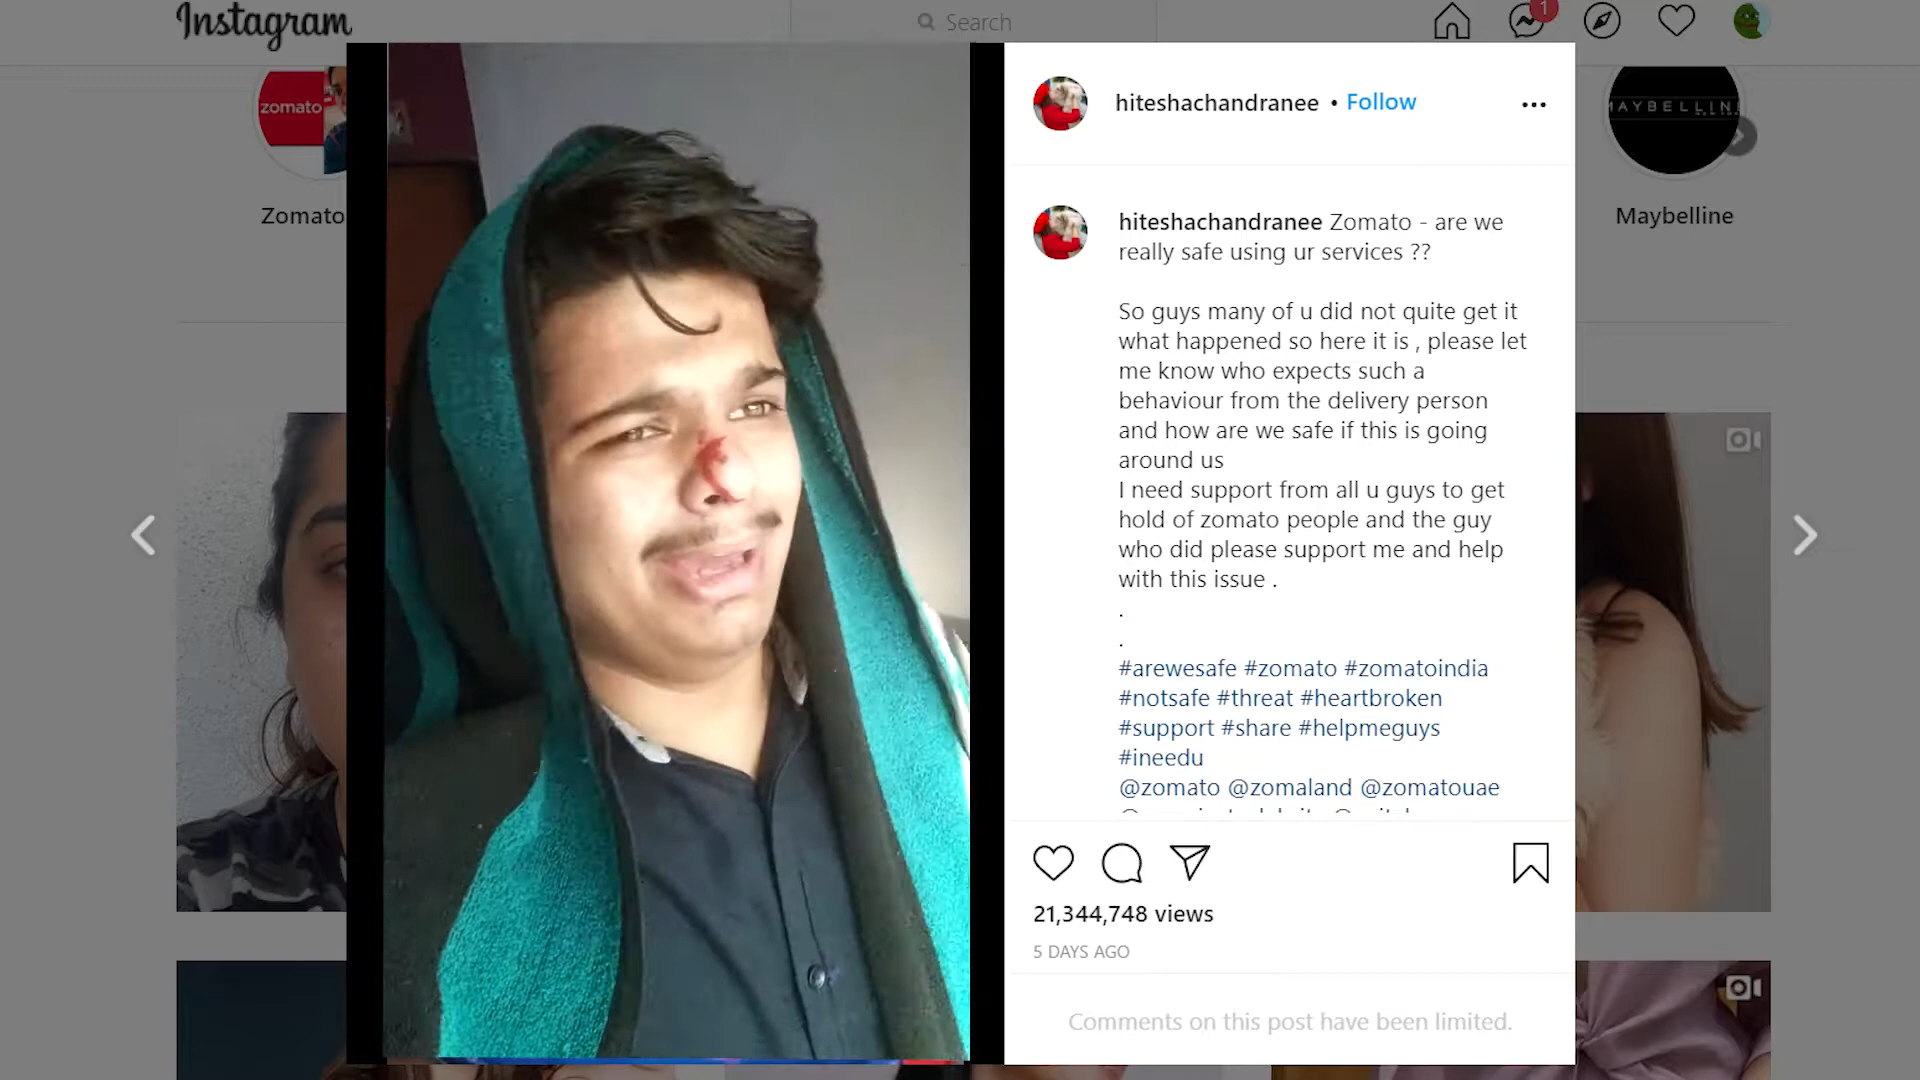 Instagram
Search
1
zomato
Zomato
MAYBELLIN
Maybelline
hiteshachandranee • Follow
hiteshachandranee Zomato - are we
really safe using ur services ??
So guys many of u did not quite get it
what happened so here it is , please let
me know who expects such a
behaviour from the delivery person
and how are we safe if this is going
around us
I need support from all u guys to get
hold of zomato people and the guy
who did please support me and help
with this issue .
.
.
#arewesafe #zomato #zomatoindia
#notsafe #threat #heartbroken
#support #share #helpmeguys
#ineedu
@zomato @zomaland @zomatouae
21,344,748 views
5 DAYS AGO
Comments on this post have been limited.